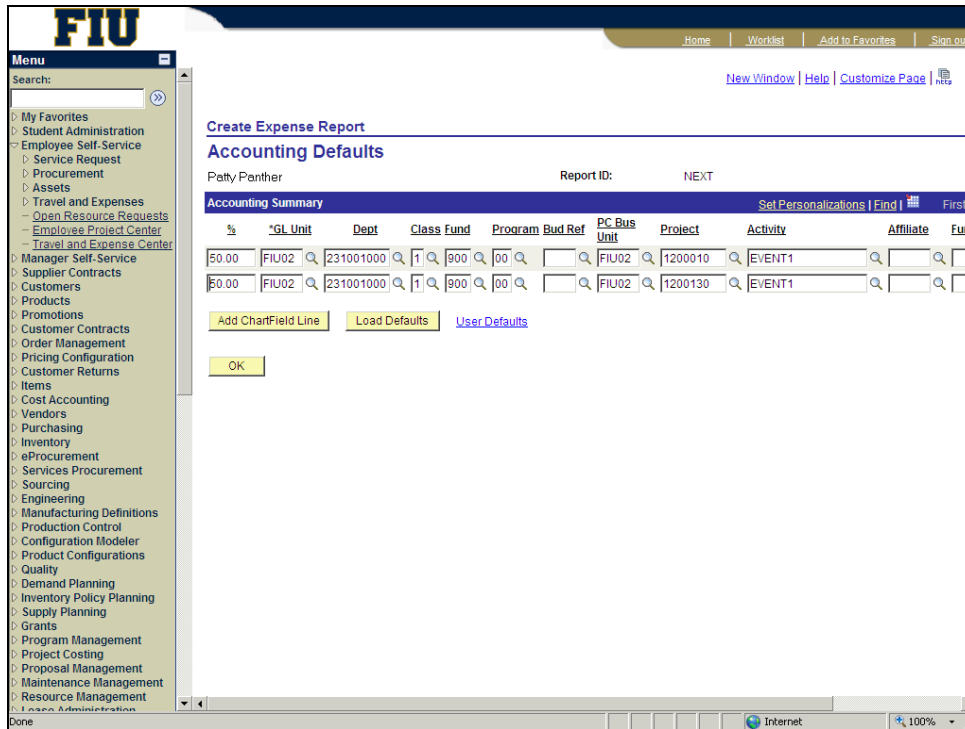 FIU
Home | Worklist | Add to Favorites | Sign ou
Menu
Search:
New Window | Help | Customize Page | http
My Favorites
Student Administration
Employee Self-Service
Service Request
Procurement
Assets
Travel and Expenses
Open Resource Requests
Employee Project Center
Travel and Expense Center
Manager Self-Service
Supplier Contracts
Customers
Products
Promotions
Customer Contracts
Order Management
Pricing Configuration
Customer Returns
Items
Cost Accounting
Vendors
Purchasing
Inventory
eProcurement
Services Procurement
Sourcing
Engineering
Manufacturing Definitions
Production Control
Configuration Modeler
Product Configurations
Quality
Demand Planning
Inventory Policy Planning
Supply Planning
Grants
Program Management
Project Costing
Proposal Management
Maintenance Management
Resource Management
Lease Administration
Create Expense Report
Accounting Defaults
Patty Panther Report ID: NEXT
Accounting Summary Set Personalizations | Find | First
% *GL Unit Dept Class Fund Program Bud Ref PC Bus Unit Project Activity Affiliate Fu
50.00 FIU02 231001000 1 900 00 FIU02 1200010 EVENT1
50.00 FIU02 231001000 1 900 00 FIU02 1200130 EVENT1
Add ChartField Line Load Defaults User Defaults
OK
Done Internet 100%